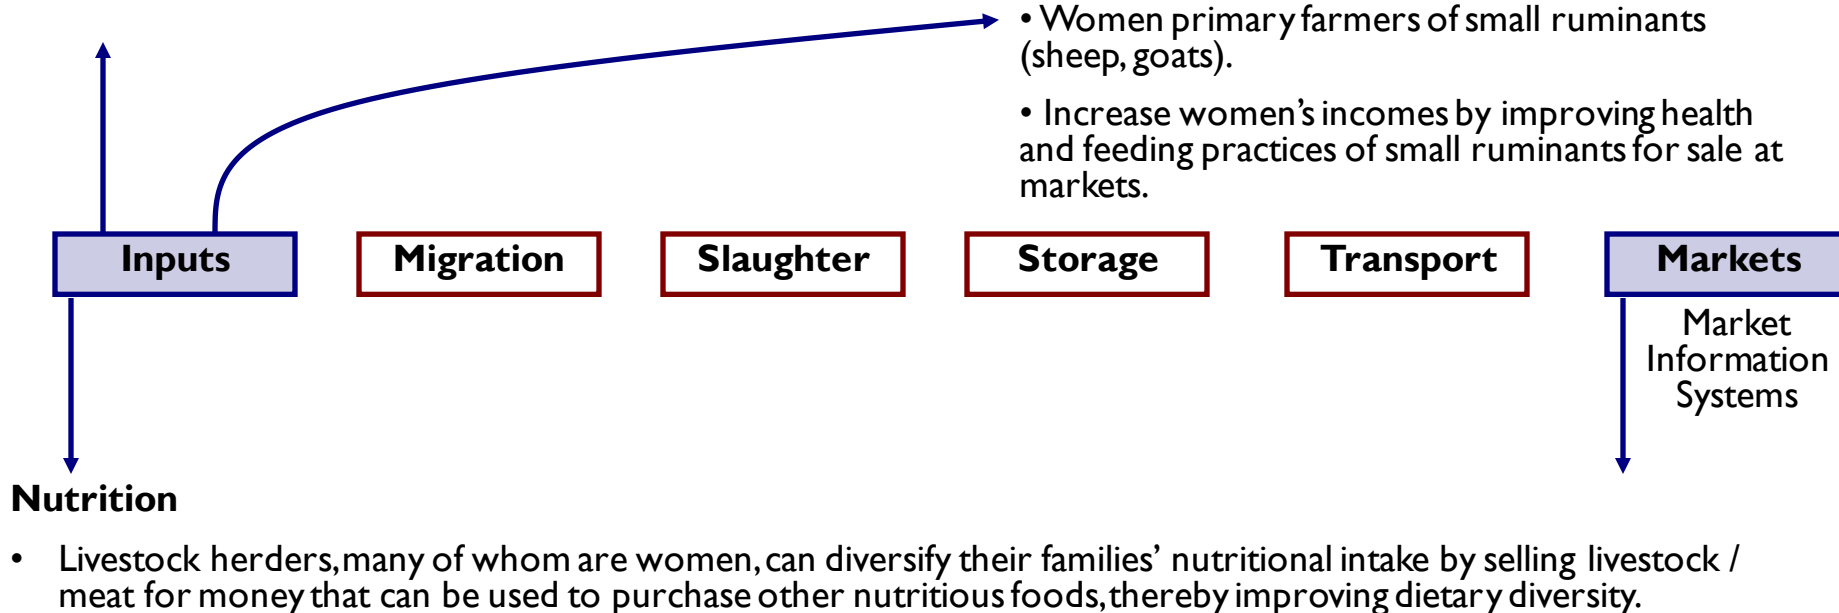 • Women primary farmers of small ruminants
(sheep, goats).
• Increase women’s incomes by improving health
and feeding practices of small ruminants for sale at
markets.
Inputs
Migration
Slaughter
Storage
Transport
Markets
Market
Information
Systems
Nutrition
• Livestock herders, many of whom are women, can diversify their families’ nutritional intake by selling livestock /
meat for money that can be used to purchase other nutritious foods, thereby improving dietary diversity.